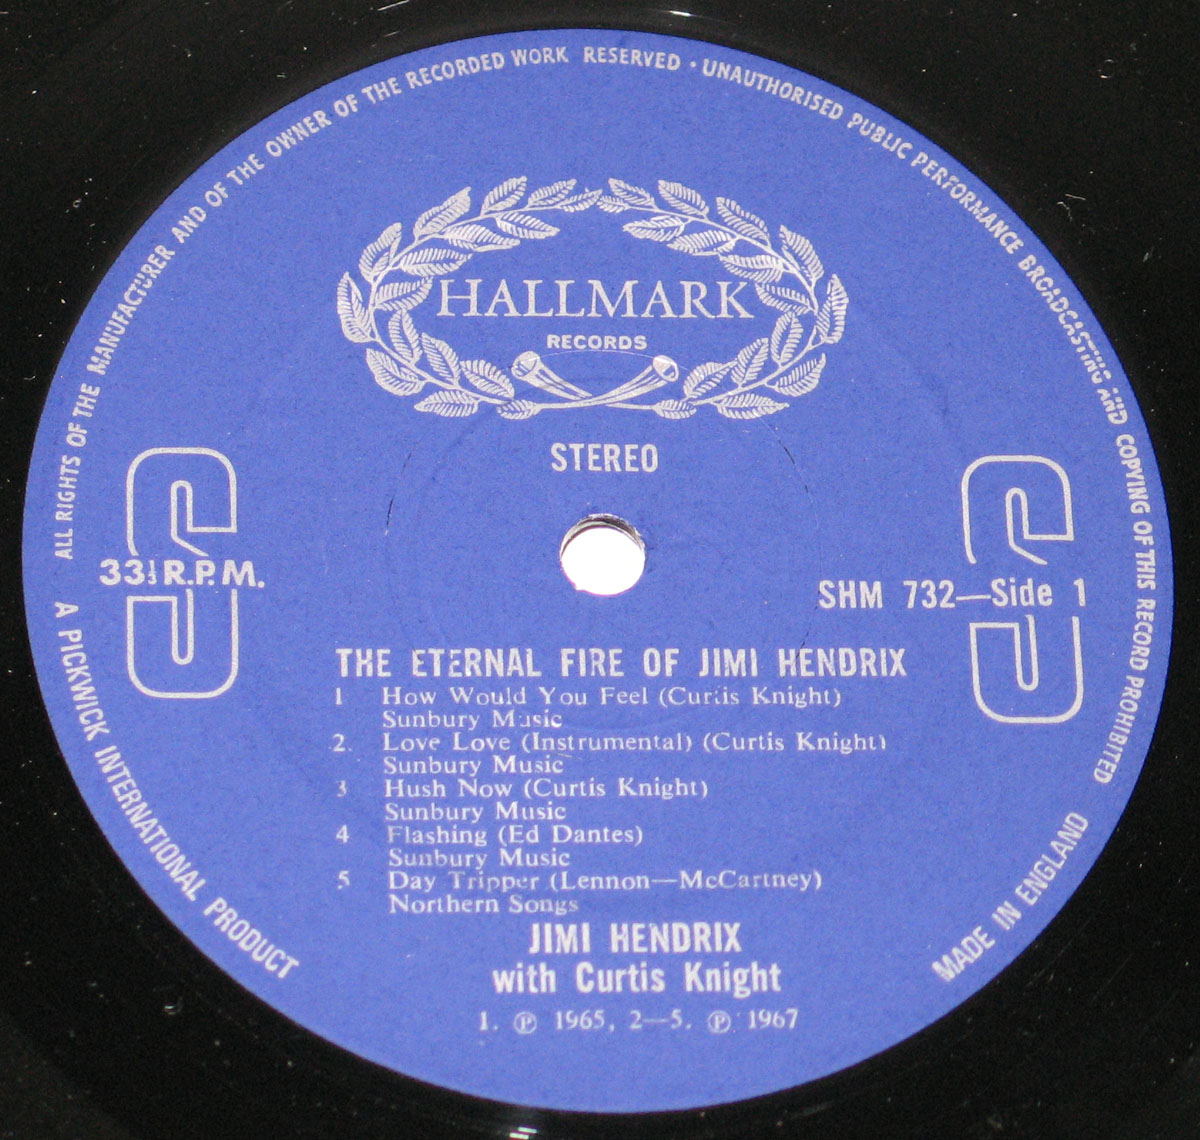 ALL RIGHTS OF THE MANUFACTURER AND OF THE OWNER OF THE RECORDED WORK RESERVED · UNAUTHORISED PUBLIC PERFORMANCE BROADCASTING AND COPYING OF THIS RECORD PROHIBITED
HALLMARK
RECORDS
STEREO
S S
33⅓ R.P.M.
SHM 732—Side 1
THE ETERNAL FIRE OF JIMI HENDRIX
1 How Would You Feel (Curtis Knight)
Sunbury Music
2. Love Love (Instrumental) (Curtis Knight)
Sunbury Music
3 Hush Now (Curtis Knight)
Sunbury Music
4 Flashing (Ed Dantes)
Sunbury Music
5 Day Tripper (Lennon—McCartney)
Northern Songs
JIMI HENDRIX
with Curtis Knight
1. ℗ 1965, 2—5. ℗ 1967
A PICKWICK INTERNATIONAL PRODUCT
MADE IN ENGLAND